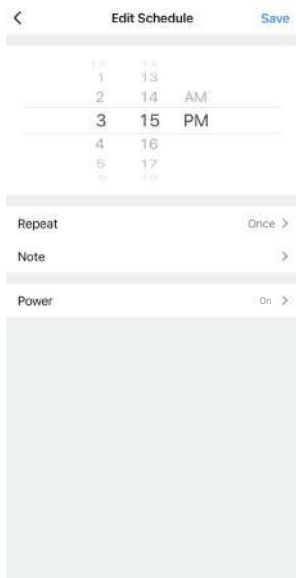 Edit Schedule Save
1 13
2 14 AM
3 15 PM
4 16
5 17
Repeat Once
Note
Power On